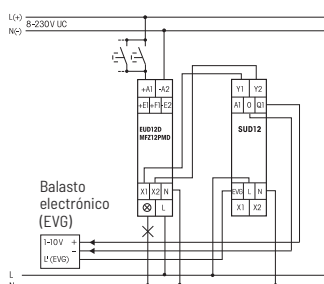 L(+)
8-230V UC
N(-)
+A1 -A2
+E1 +F1 -E2
EUD12D
MFZ12PMD
X1 X2 N
L
Y1 Y2
A1 0 Q1
SUD12
EVG L N
X1 X2
Balasto
electrónico
(EVG)
1-10V +
-
L' (EVG)
L
N